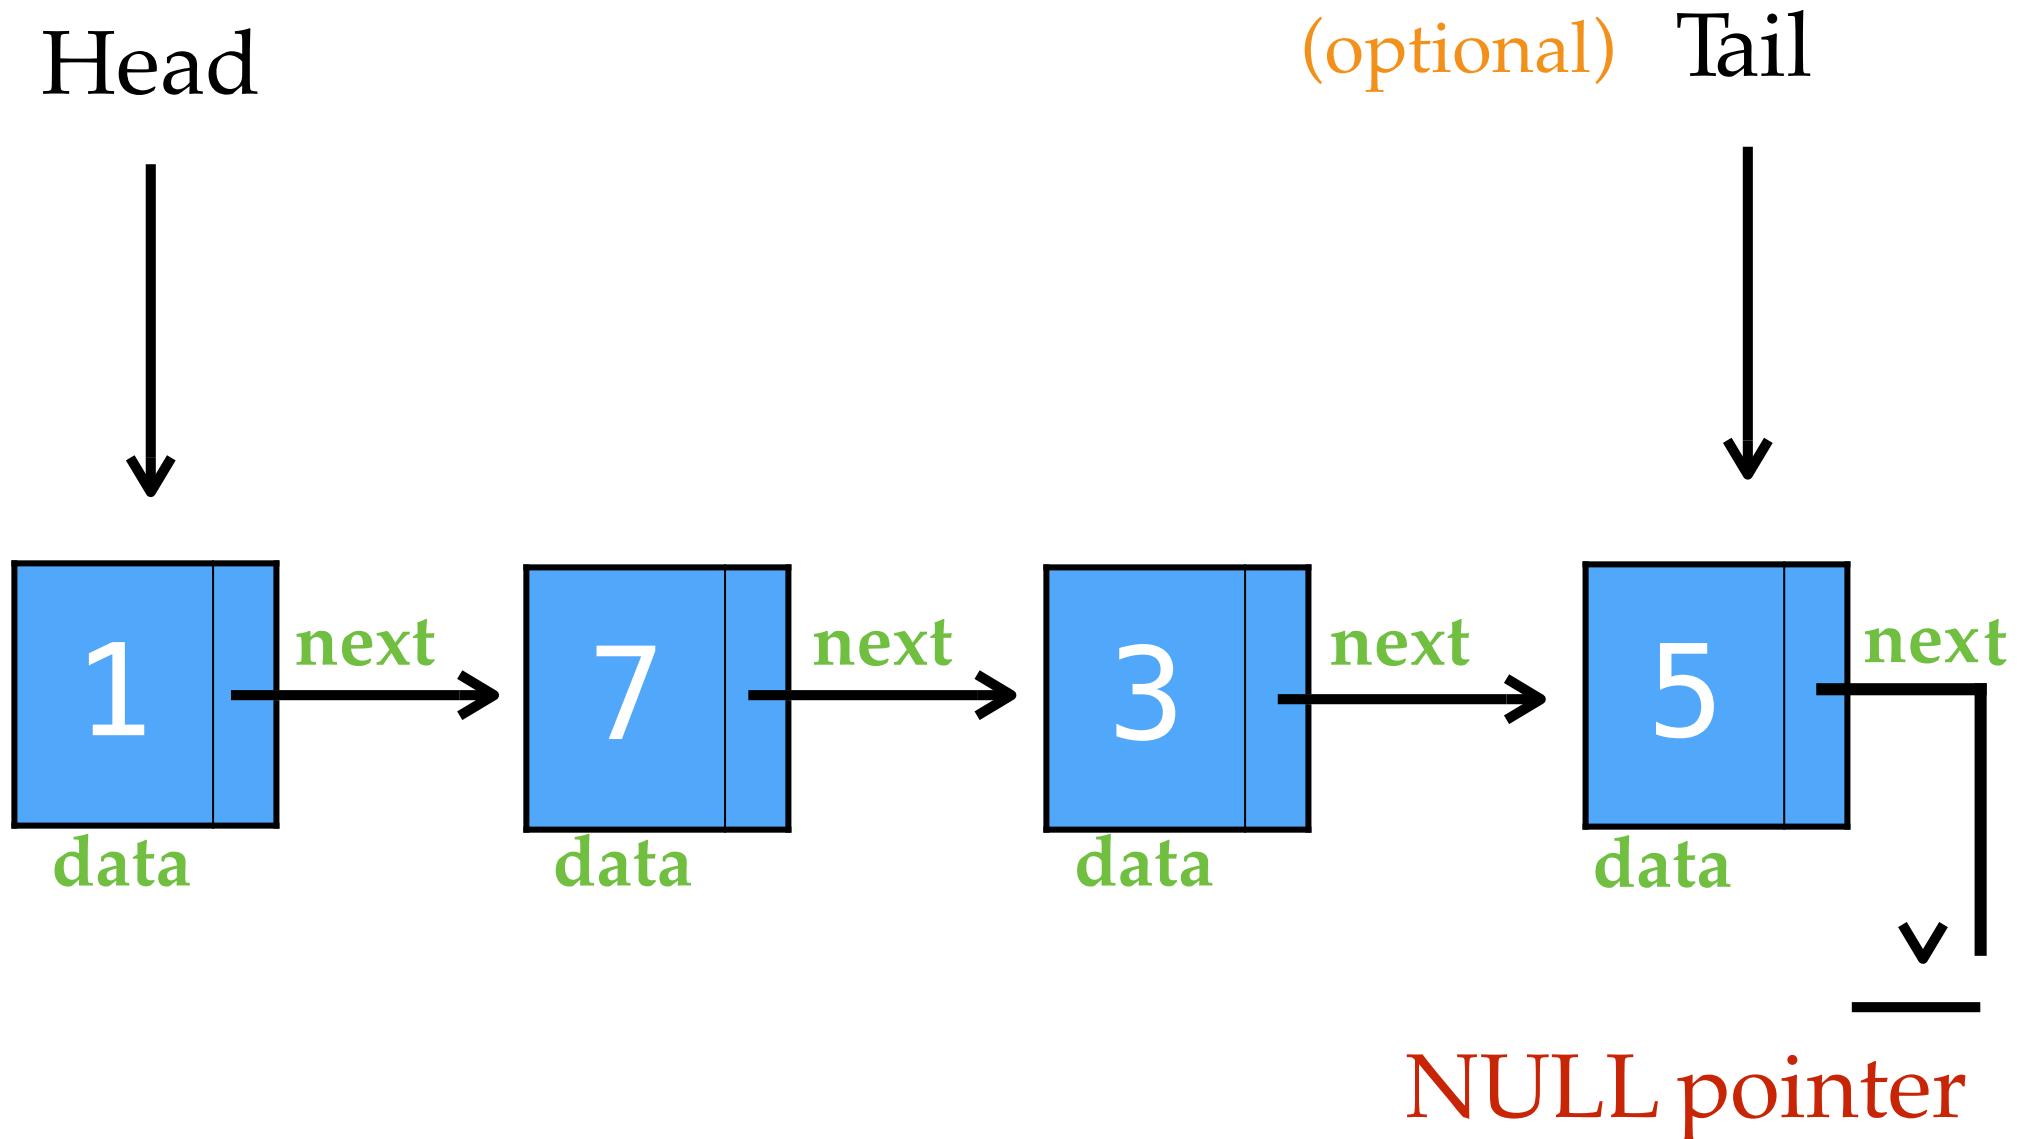 Head
(optional) Tail
1 next 7 next 3 next 5 next
data data data data
NULL pointer